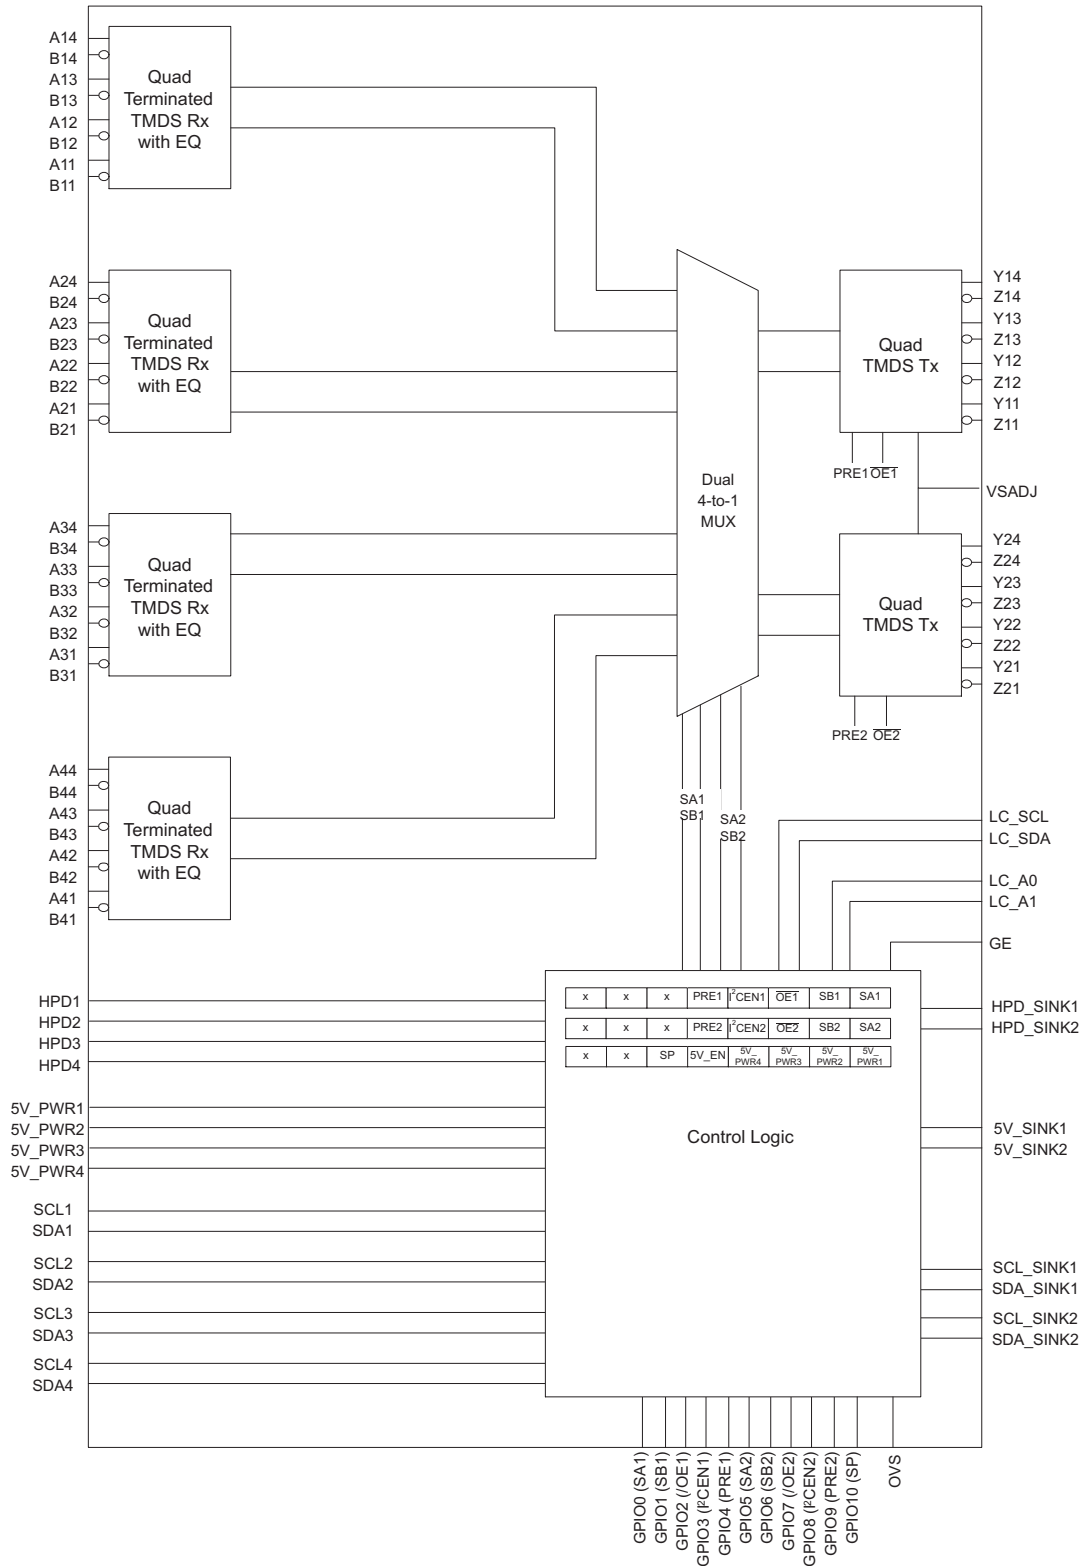 A14
B14
A13
B13
A12
B12
A11
B11
Quad
Terminated
TMDS Rx
with EQ
A24
B24
A23
B23
A22
B22
A21
B21
Quad
Terminated
TMDS Rx
with EQ
A34
B34
A33
B33
A32
B32
A31
B31
Quad
Terminated
TMDS Rx
with EQ
A44
B44
A43
B43
A42
B42
A41
B41
Quad
Terminated
TMDS Rx
with EQ
Dual
4-to-1
MUX
SA1
SB1
SA2
SB2
Quad
TMDS Tx
Y14
Z14
Y13
Z13
Y12
Z12
Y11
Z11
PRE1 OE1
VSADJ
Quad
TMDS Tx
Y24
Z24
Y23
Z23
Y22
Z22
Y21
Z21
PRE2 OE2
LC_SCL
LC_SDA
LC_A0
LC_A1
GE
HPD1
HPD2
HPD3
HPD4
5V_PWR1
5V_PWR2
5V_PWR3
5V_PWR4
SCL1
SDA1
SCL2
SDA2
SCL3
SDA3
SCL4
SDA4
x x x PRE1 I²CEN1 OE1 SB1 SA1
x x x PRE2 I²CEN2 OE2 SB2 SA2
x x SP 5V_EN 5V_PWR4 5V_PWR3 5V_PWR2 5V_PWR1
Control Logic
HPD_SINK1
HPD_SINK2
5V_SINK1
5V_SINK2
SCL_SINK1
SDA_SINK1
SCL_SINK2
SDA_SINK2
GPIO0 (SA1)
GPIO1 (SB1)
GPIO2 (/OE1)
GPIO3 (I²CEN1)
GPIO4 (PRE1)
GPIO5 (SA2)
GPIO6 (SB2)
GPIO7 (/OE2)
GPIO8 (I²CEN2)
GPIO9 (PRE2)
GPIO10 (SP)
OVS